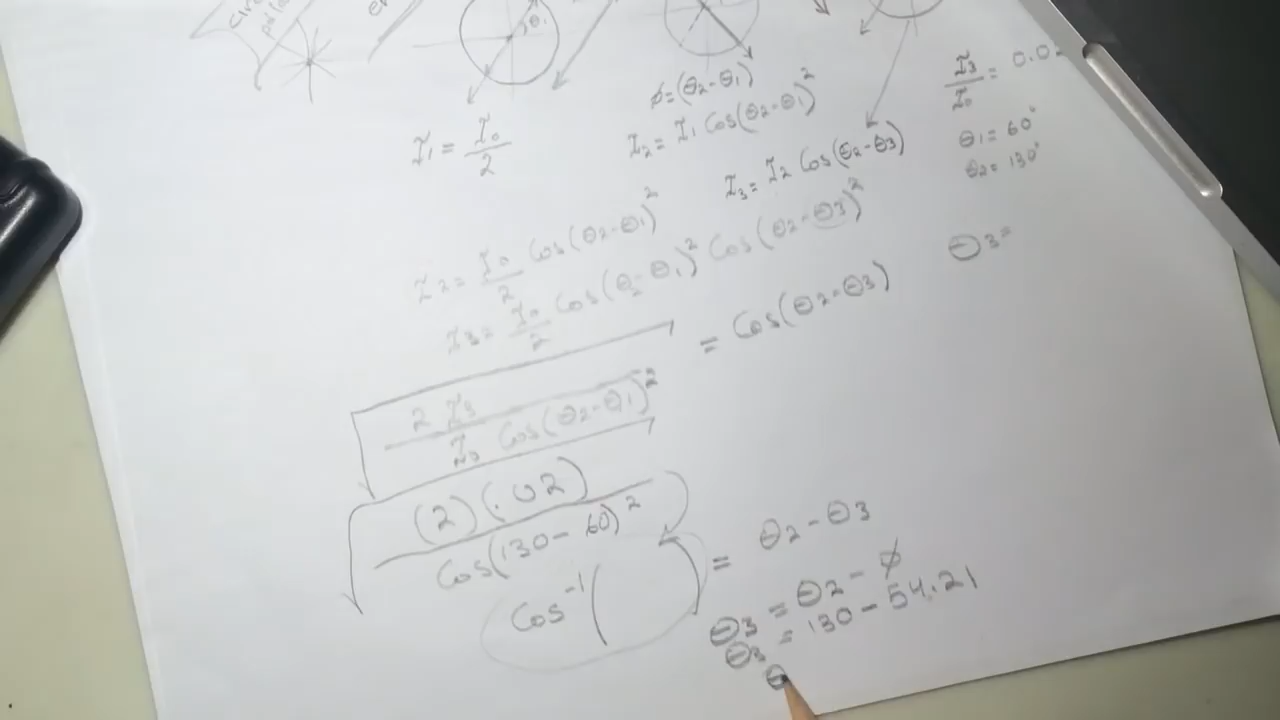 θ₁
φ=(θ₂-θ₁)
I₁ = I₀/2
I₂ = I₁ Cos(θ₂-θ₁)²
I₃ = I₂ Cos(θ₂-θ₃)
I₃/I₀ = 0.02
θ₁ = 60°
θ₂ = 130°
θ₃ =
I₂ = I₀/2 Cos(θ₂-θ₁)²
I₃ = I₀/2 Cos(θ₂-θ₁)² Cos(θ₂-θ₃)²
√(2 I₃ / I₀ Cos(θ₂-θ₁)²) = Cos(θ₂-θ₃)
√((2)(.02) / Cos(130-60)²)
Cos⁻¹( ) = θ₂-θ₃
θ₃ = θ₂ - φ
θ₃ = 130 - 54.21
θ